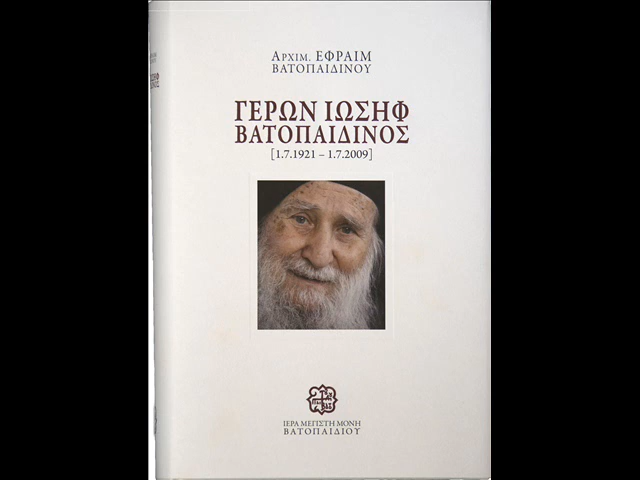 ΑΡΧΙΜ. ΕΦΡΑΙΜ
ΒΑΤΟΠΑΙΔΙΝΟΥ
ΓΕΡΩΝ ΙΩΣΗΦ
ΒΑΤΟΠΑΙΔΙΝΟΣ
[1.7.1921 – 1.7.2009]
ΙΕΡΑ ΜΕΓΙΣΤΗ ΜΟΝΗ
ΒΑΤΟΠΑΙΔΙΟΥ